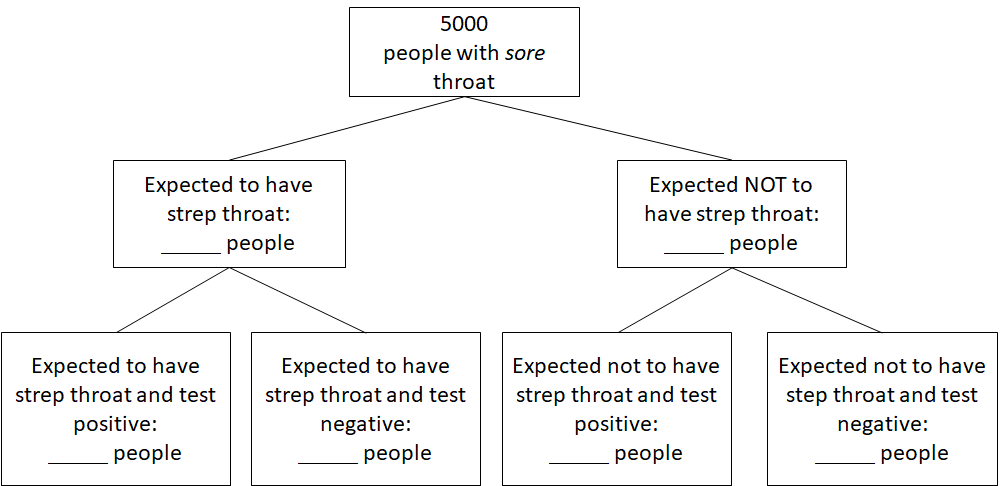 5000
people with sore
throat
Expected to have
strep throat:
______ people
Expected NOT to
have strep throat:
______ people
Expected to have
strep throat and test
positive:
______ people
Expected to have
strep throat and test
negative:
______ people
Expected not to have
strep throat and test
positive:
______ people
Expected not to have
step throat and test
negative:
______ people